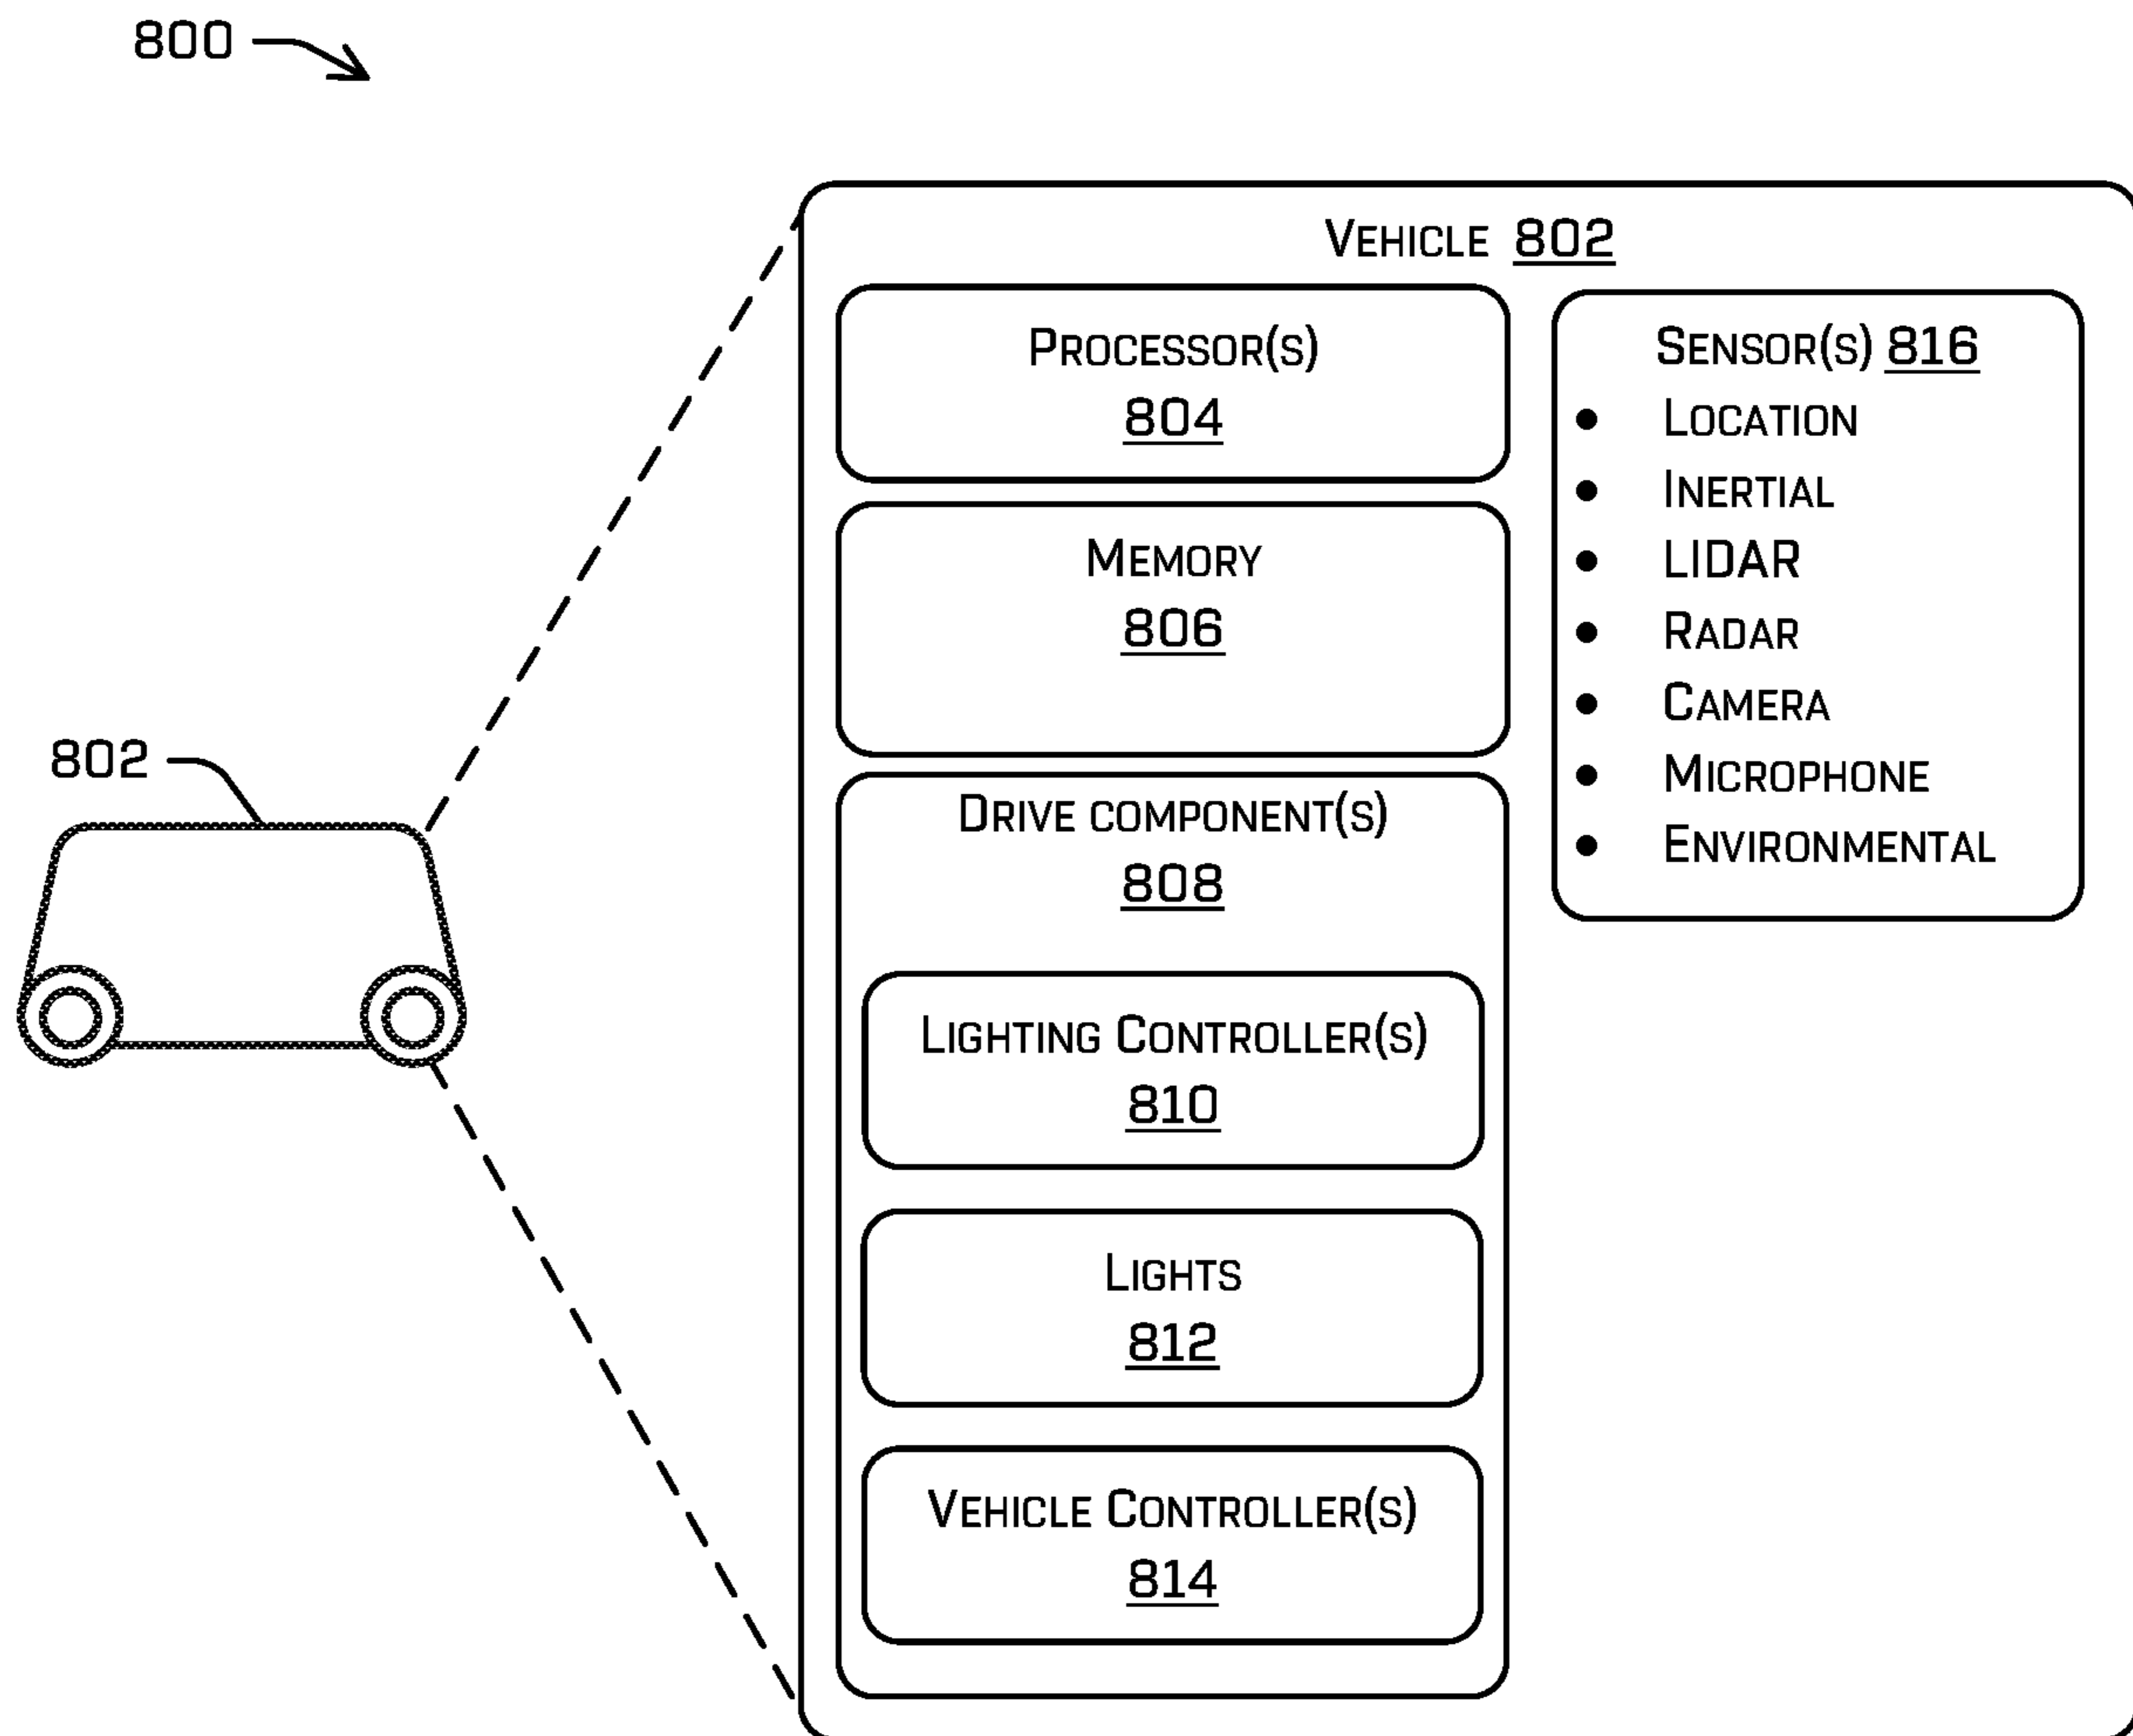 800
VEHICLE 802
PROCESSOR(S)
804
MEMORY
806
DRIVE COMPONENT(S)
808
LIGHTING CONTROLLER(S)
810
LIGHTS
812
VEHICLE CONTROLLER(S)
814
SENSOR(S) 816
• LOCATION
• INERTIAL
• LIDAR
• RADAR
• CAMERA
• MICROPHONE
• ENVIRONMENTAL
802